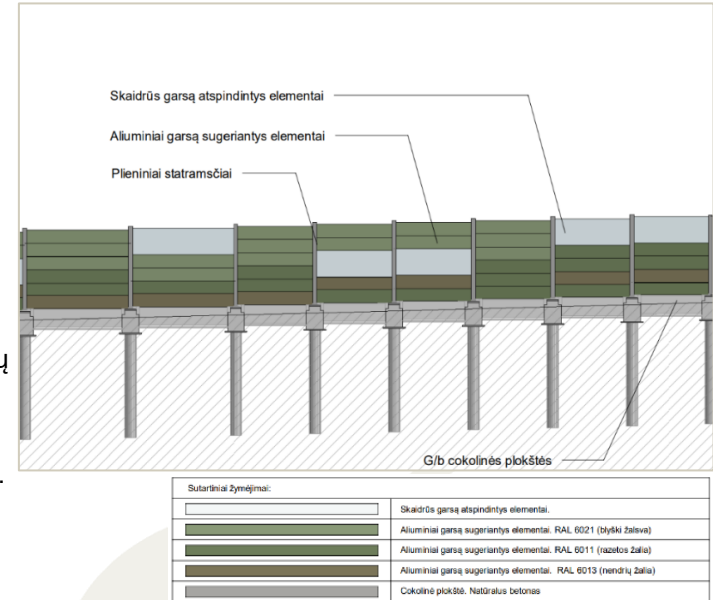 Skaidrūs garsą atspindintys elementai
Aliuminiai garsą sugeriantys elementai
Plieniniai statramsčiai
ų
.
G/b cokolinės plokštės
Sutartiniai žymėjimai:
Skaidrūs garsą atspindintys elementai.
Aliuminiai garsą sugeriantys elementai. RAL 6021 (blyški žalsva)
Aliuminiai garsą sugeriantys elementai. RAL 6011 (razetos žalia)
Aliuminiai garsą sugeriantys elementai. RAL 6013 (nendrių žalia)
Cokolinė plokštė. Natūralus betonas